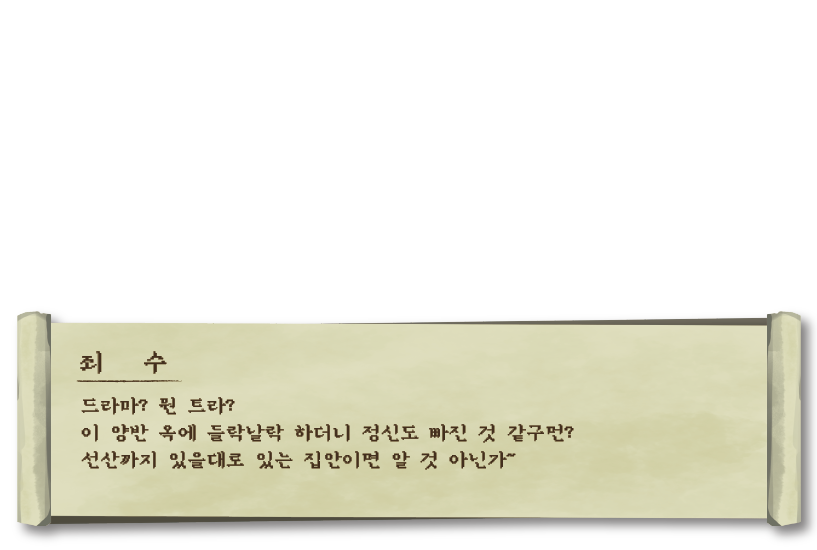 죄 수
드라마? 뭔 트라?
이 양반 옥에 들락날락 하더니 정신도 빠진 것 같구먼?
선산까지 있을대로 있는 집안이면 알 것 아닌가~